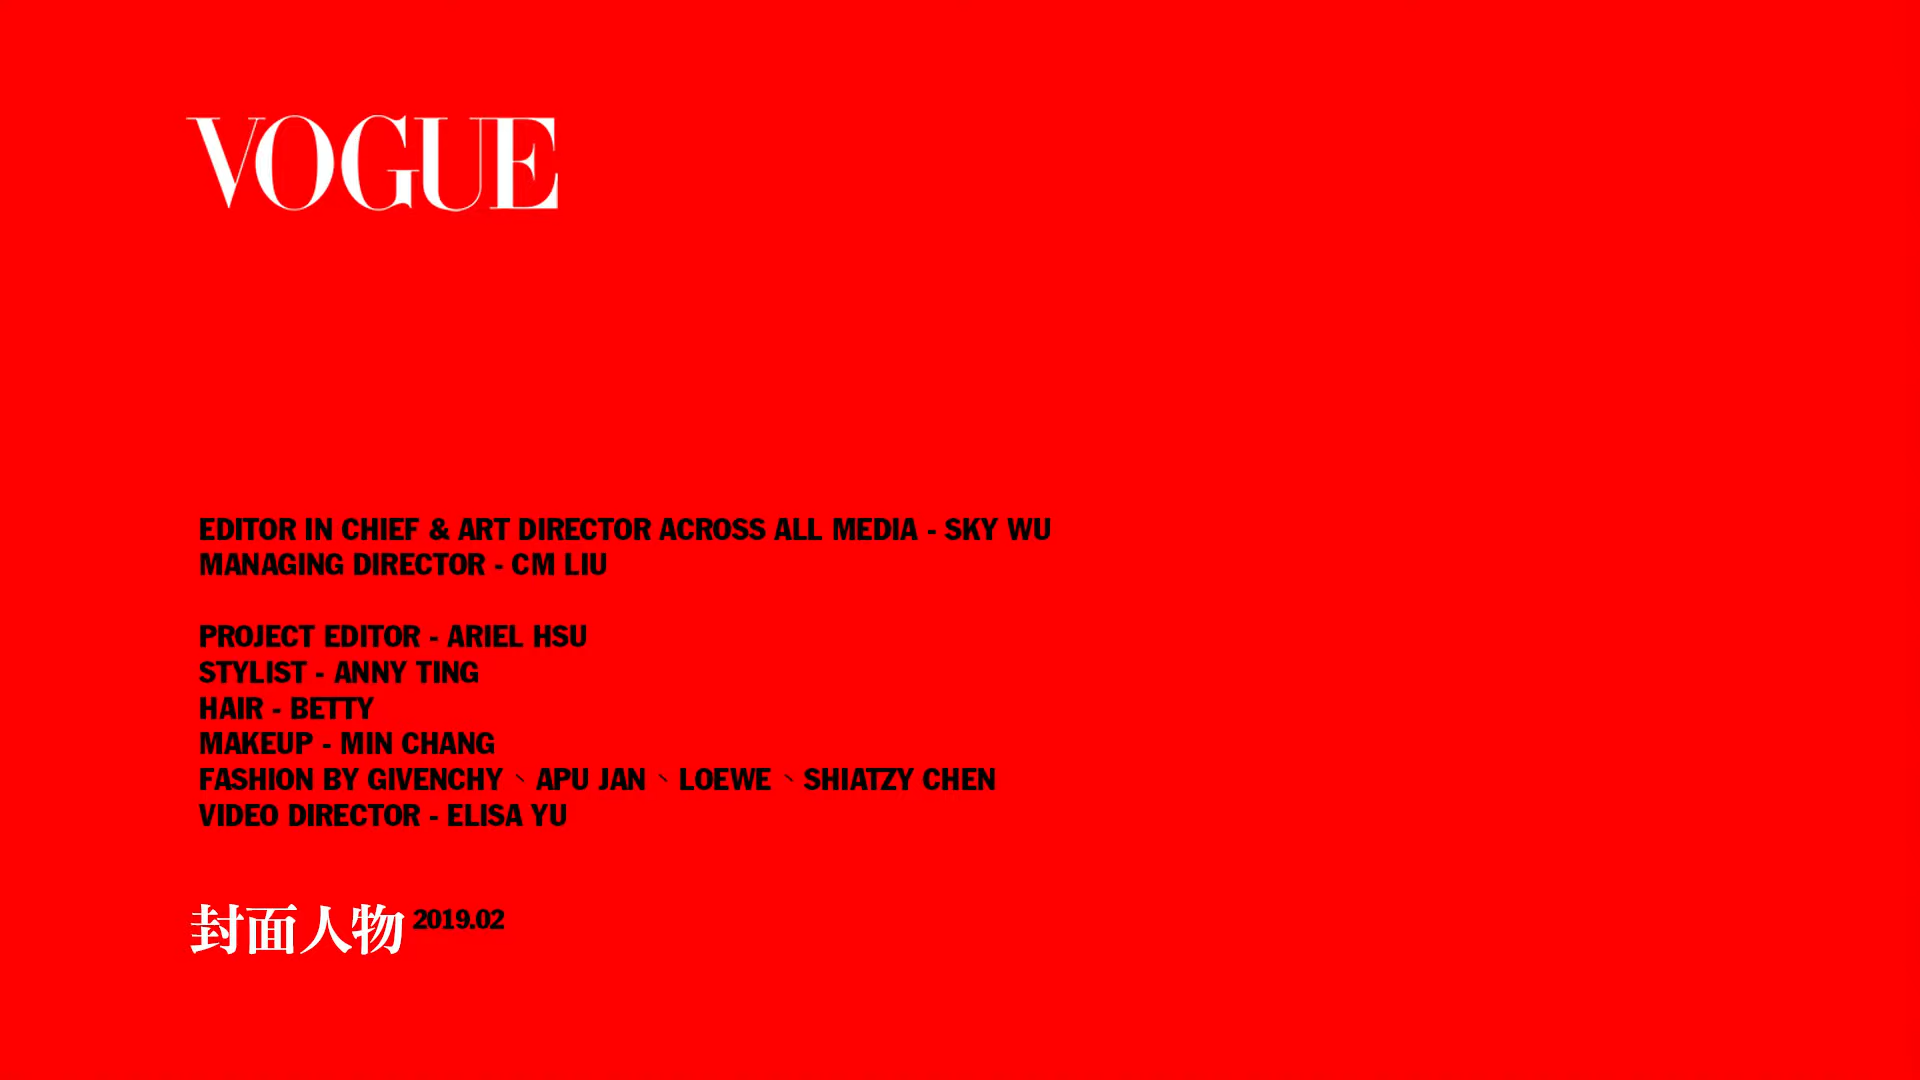 VOGUE
EDITOR IN CHIEF & ART DIRECTOR ACROSS ALL MEDIA - SKY WU
MANAGING DIRECTOR - CM LIU
PROJECT EDITOR - ARIEL HSU
STYLIST - ANNY TING
HAIR - BETTY
MAKEUP - MIN CHANG
FASHION BY GIVENCHY、APU JAN、LOEWE、SHIATZY CHEN
VIDEO DIRECTOR - ELISA YU
封面人物 2019.02